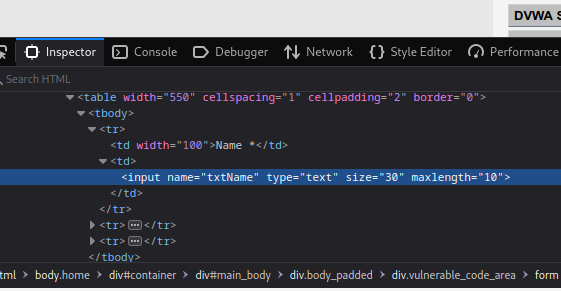 DVWA S
Inspector Console Debugger Network Style Editor Performance
Search HTML
<table width="550" cellspacing="1" cellpadding="2" border="0">
<tbody>
<tr>
<td width="100">Name *</td>
<td>
<input name="txtName" type="text" size="30" maxlength="10">
</td>
</tr>
<tr> ••• </tr>
<tr> ••• </tr>
</tbody>
tml > body.home > div#container > div#main_body > div.body_padded > div.vulnerable_code_area > form